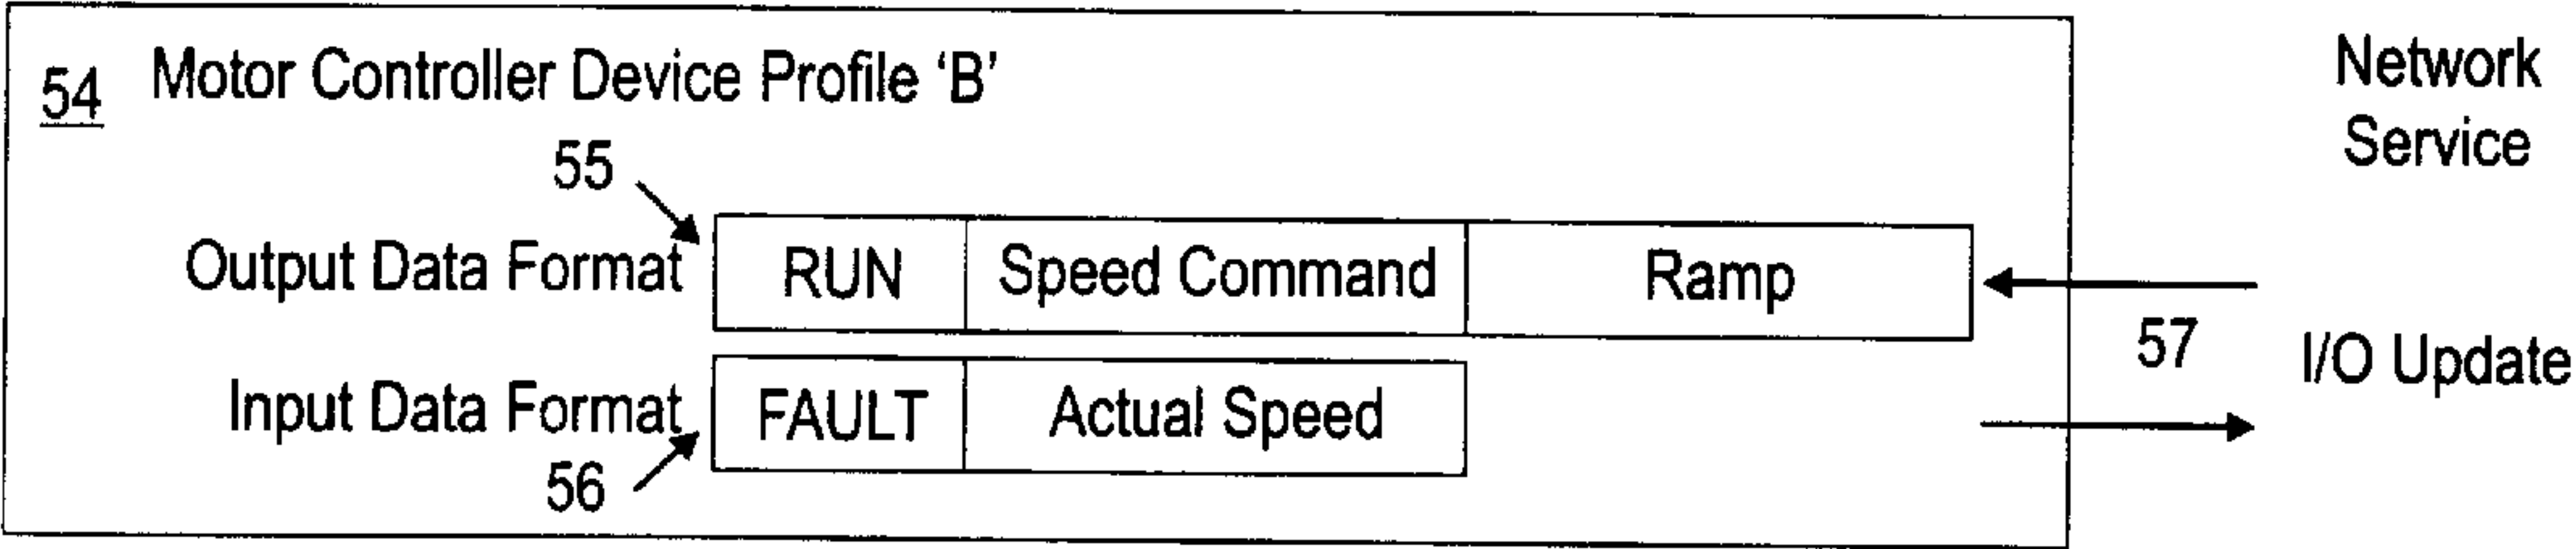 54 Motor Controller Device Profile 'B'
Network
Service
55
Output Data Format RUN Speed Command Ramp
57
I/O Update
Input Data Format FAULT Actual Speed
56